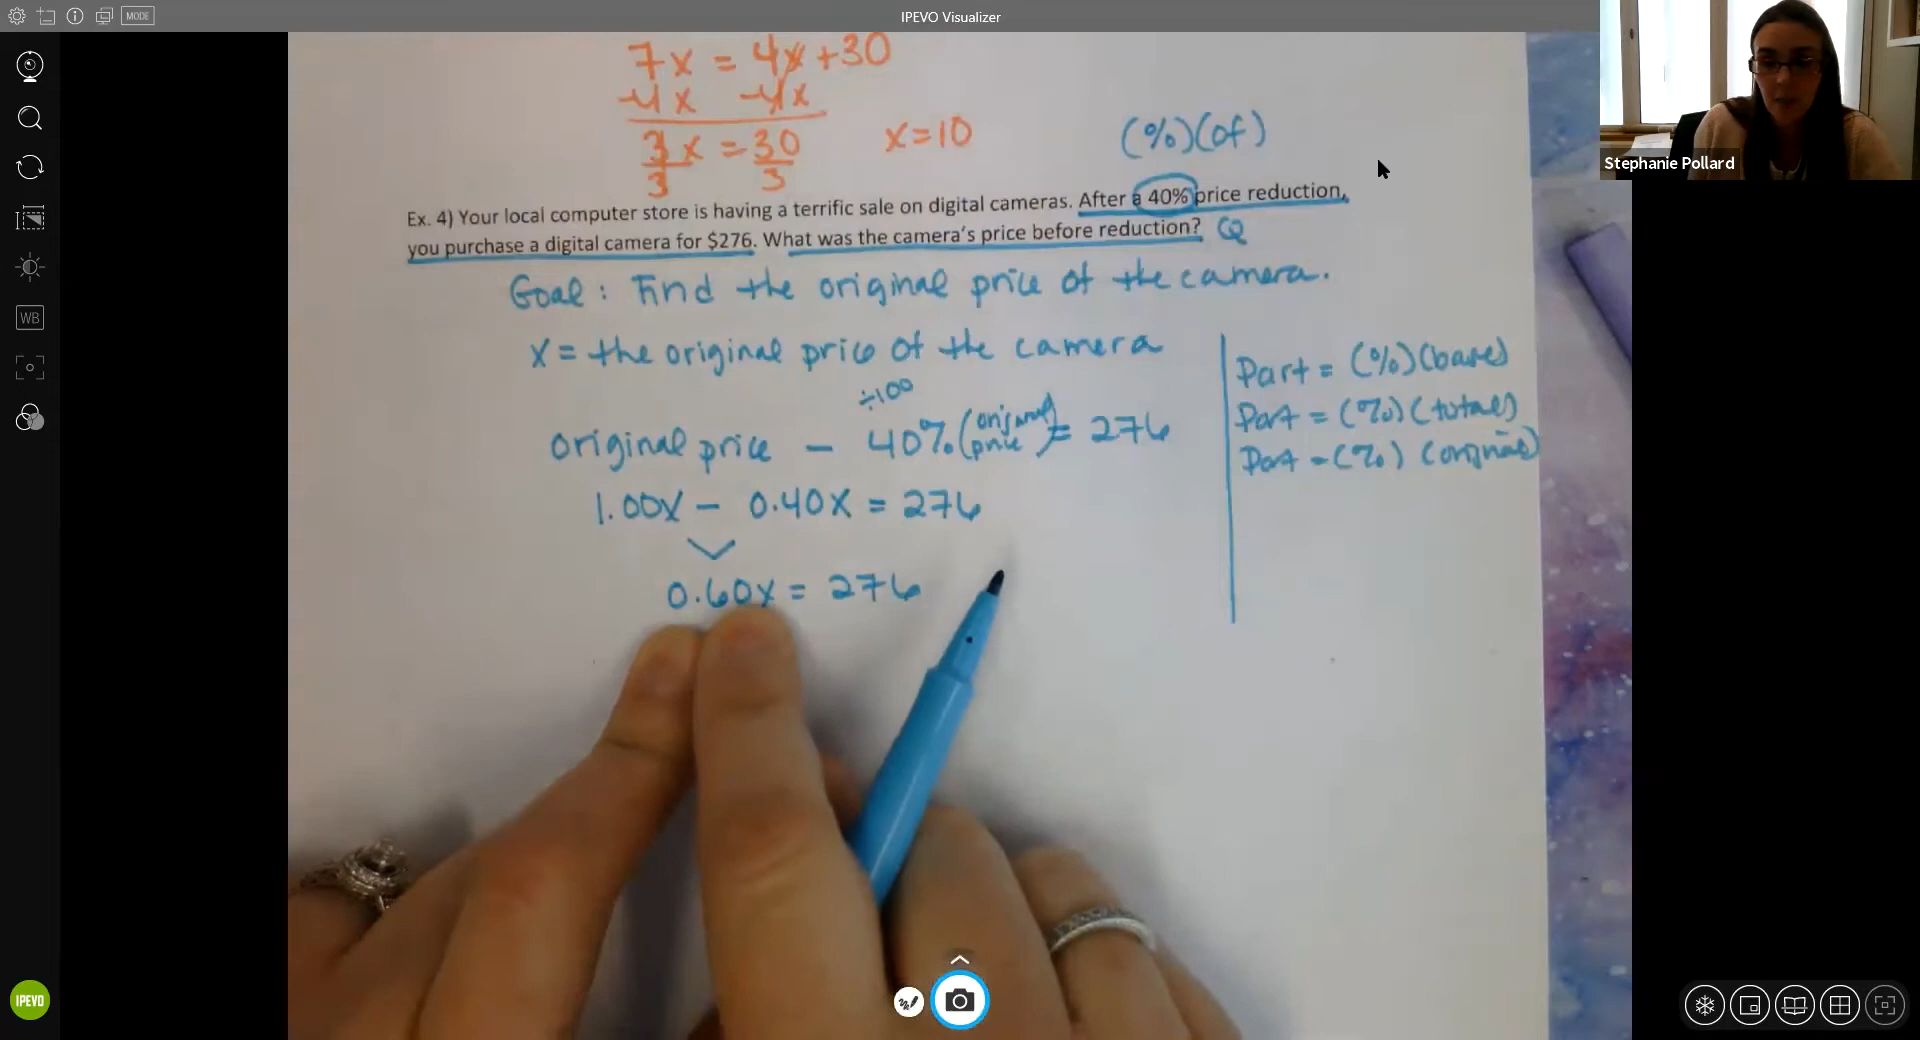 MODE
IPEVO Visualizer
7x = 4x + 30
-4x -4x
3x = 30
3 3
x = 10
(%)(of)
Stephanie Pollard
Ex. 4) Your local computer store is having a terrific sale on digital cameras. After a 40% price reduction,
you purchase a digital camera for $276. What was the camera's price before reduction? Q
Goal: Find the original price of the camera.
WB
x = the original price of the camera
÷100
original price - 40% (original price) = 276
1.00x - 0.40x = 276
0.60x = 276
Part = (%)(base)
Part = (%)(total)
Part = (%)(original)
IPEVO